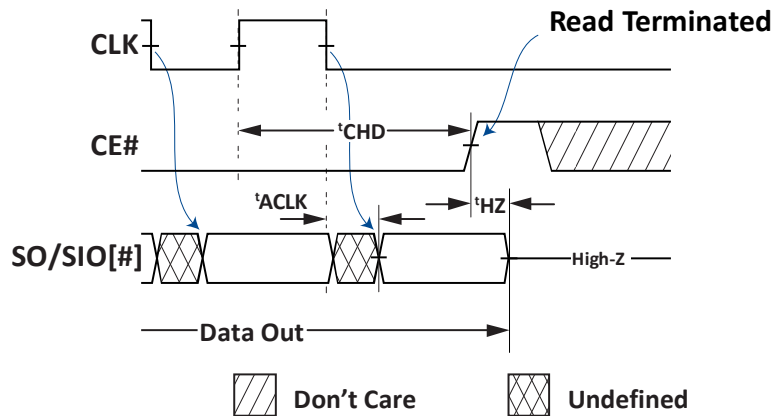 Read Terminated
CLK
tCHD
CE#
tACLK
tHZ
SO/SIO[#]
High-Z
Data Out
Don't Care
Undefined